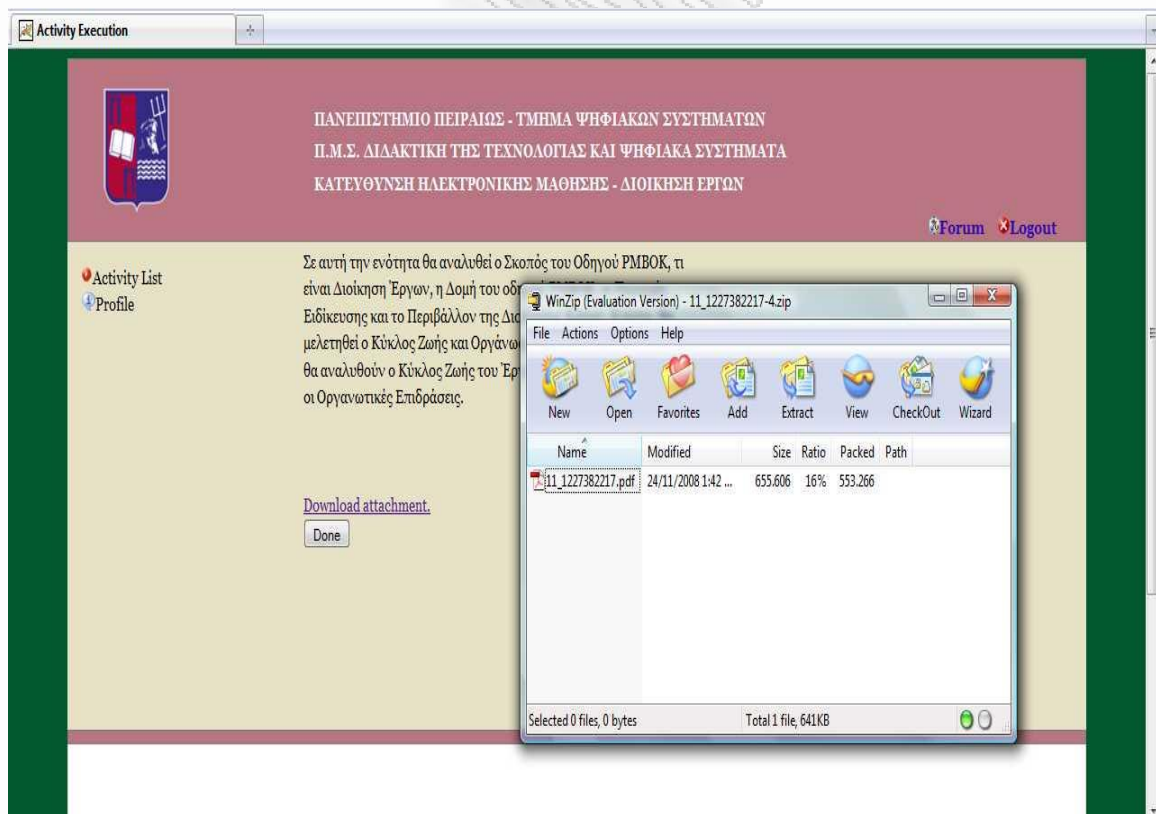 Activity Execution
ΠΑΝΕΠΙΣΤΗΜΙΟ ΠΕΙΡΑΙΩΣ - ΤΜΗΜΑ ΨΗΦΙΑΚΩΝ ΣΥΣΤΗΜΑΤΩΝ
Π.Μ.Σ. ΔΙΔΑΚΤΙΚΗ ΤΗΣ ΤΕΧΝΟΛΟΓΙΑΣ ΚΑΙ ΨΗΦΙΑΚΑ ΣΥΣΤΗΜΑΤΑ
ΚΑΤΕΥΘΥΝΣΗ ΗΛΕΚΤΡΟΝΙΚΗΣ ΜΑΘΗΣΗΣ - ΔΙΟΙΚΗΣΗ ΕΡΓΩΝ
Forum Logout
Activity List
Profile
Σε αυτή την ενότητα θα αναλυθεί ο Σκοπός του Οδηγού PMBOK, τι
είναι Διοίκηση Έργων, η Δομή του
Ειδίκευσης και το Περιβάλλον της
μελετηθεί ο Κύκλος Ζωής και
θα αναλυθούν ο Κύκλος Ζωής του
οι Οργανωτικές Επιδράσεις.
Download attachment.
Done
WinZip (Evaluation Version) - 11_1227382217-4.zip
File Actions Options Help
New Open Favorites Add Extract View CheckOut Wizard
Name Modified Size Ratio Packed Path
11_1227382217.pdf 24/11/2008 1:42 ... 655.606 16% 553.266
Selected 0 files, 0 bytes Total 1 file, 641KB